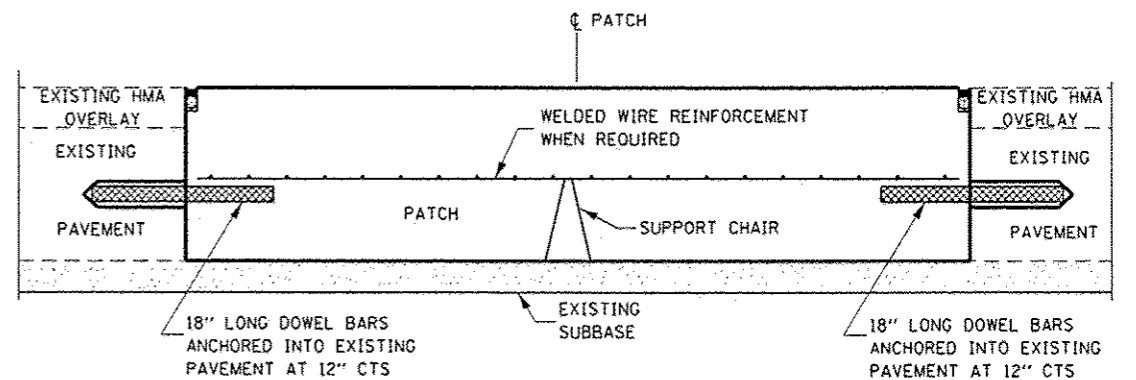 ℄ PATCH
EXISTING HMA
OVERLAY
EXISTING
PAVEMENT
WELDED WIRE REINFORCEMENT
WHEN REQUIRED
PATCH
SUPPORT CHAIR
EXISTING HMA
OVERLAY
EXISTING
PAVEMENT
18" LONG DOWEL BARS
ANCHORED INTO EXISTING
PAVEMENT AT 12" CTS
EXISTING
SUBBASE
18" LONG DOWEL BARS
ANCHORED INTO EXISTING
PAVEMENT AT 12" CTS